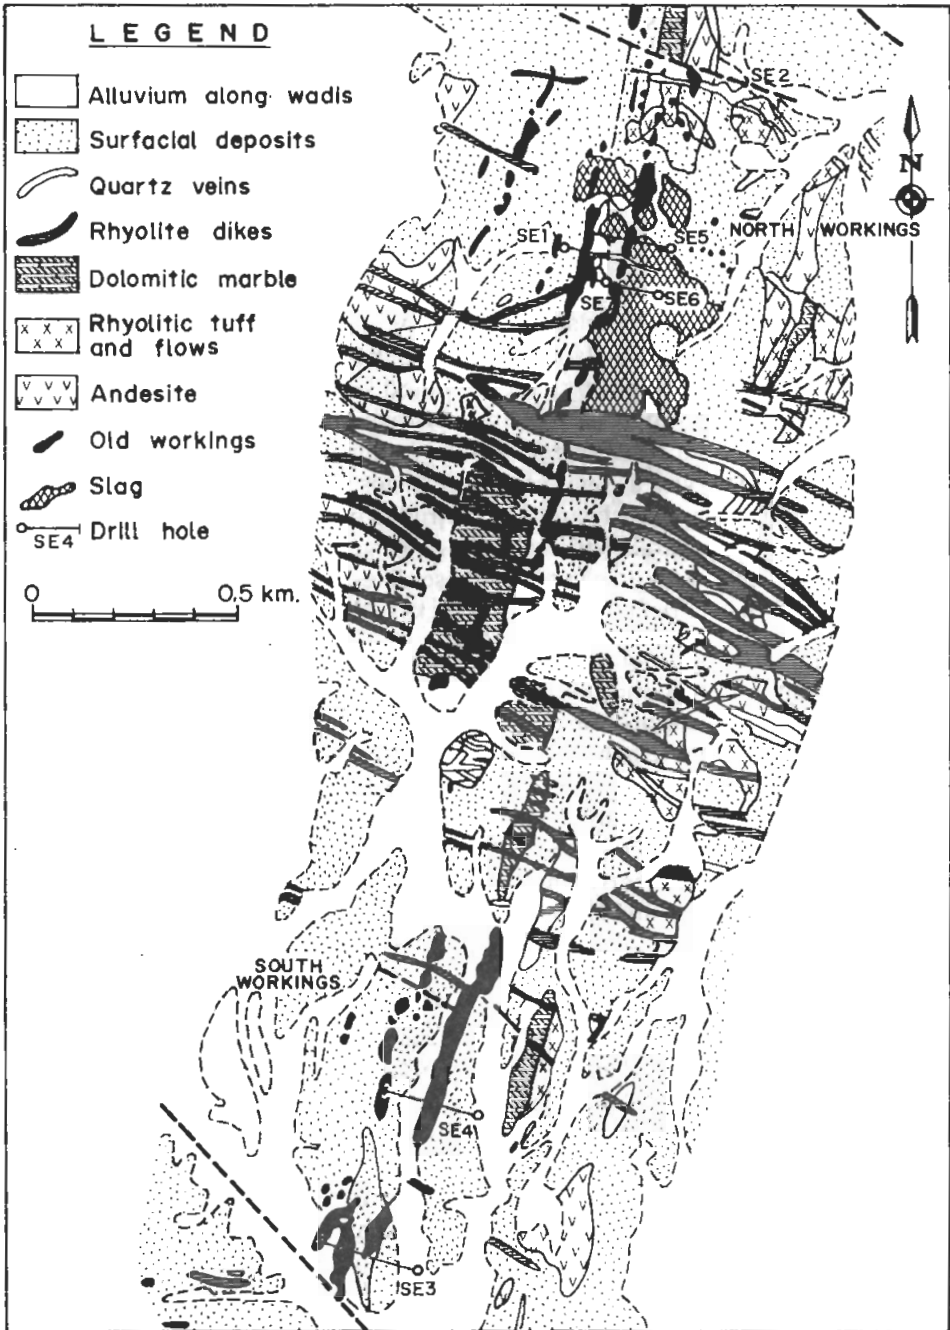 LEGEND
Alluvium along wadis
Surfacial deposits
Quartz veins
Rhyolite dikes
Dolomitic marble
Rhyolitic tuff
and flows
Andesite
Old workings
Slag
SE4 Drill hole
0 0.5 km.
SE2
N
NORTH WORKINGS
SE1
SE5
SE6
SE7
SOUTH
WORKINGS
SE4
SE3